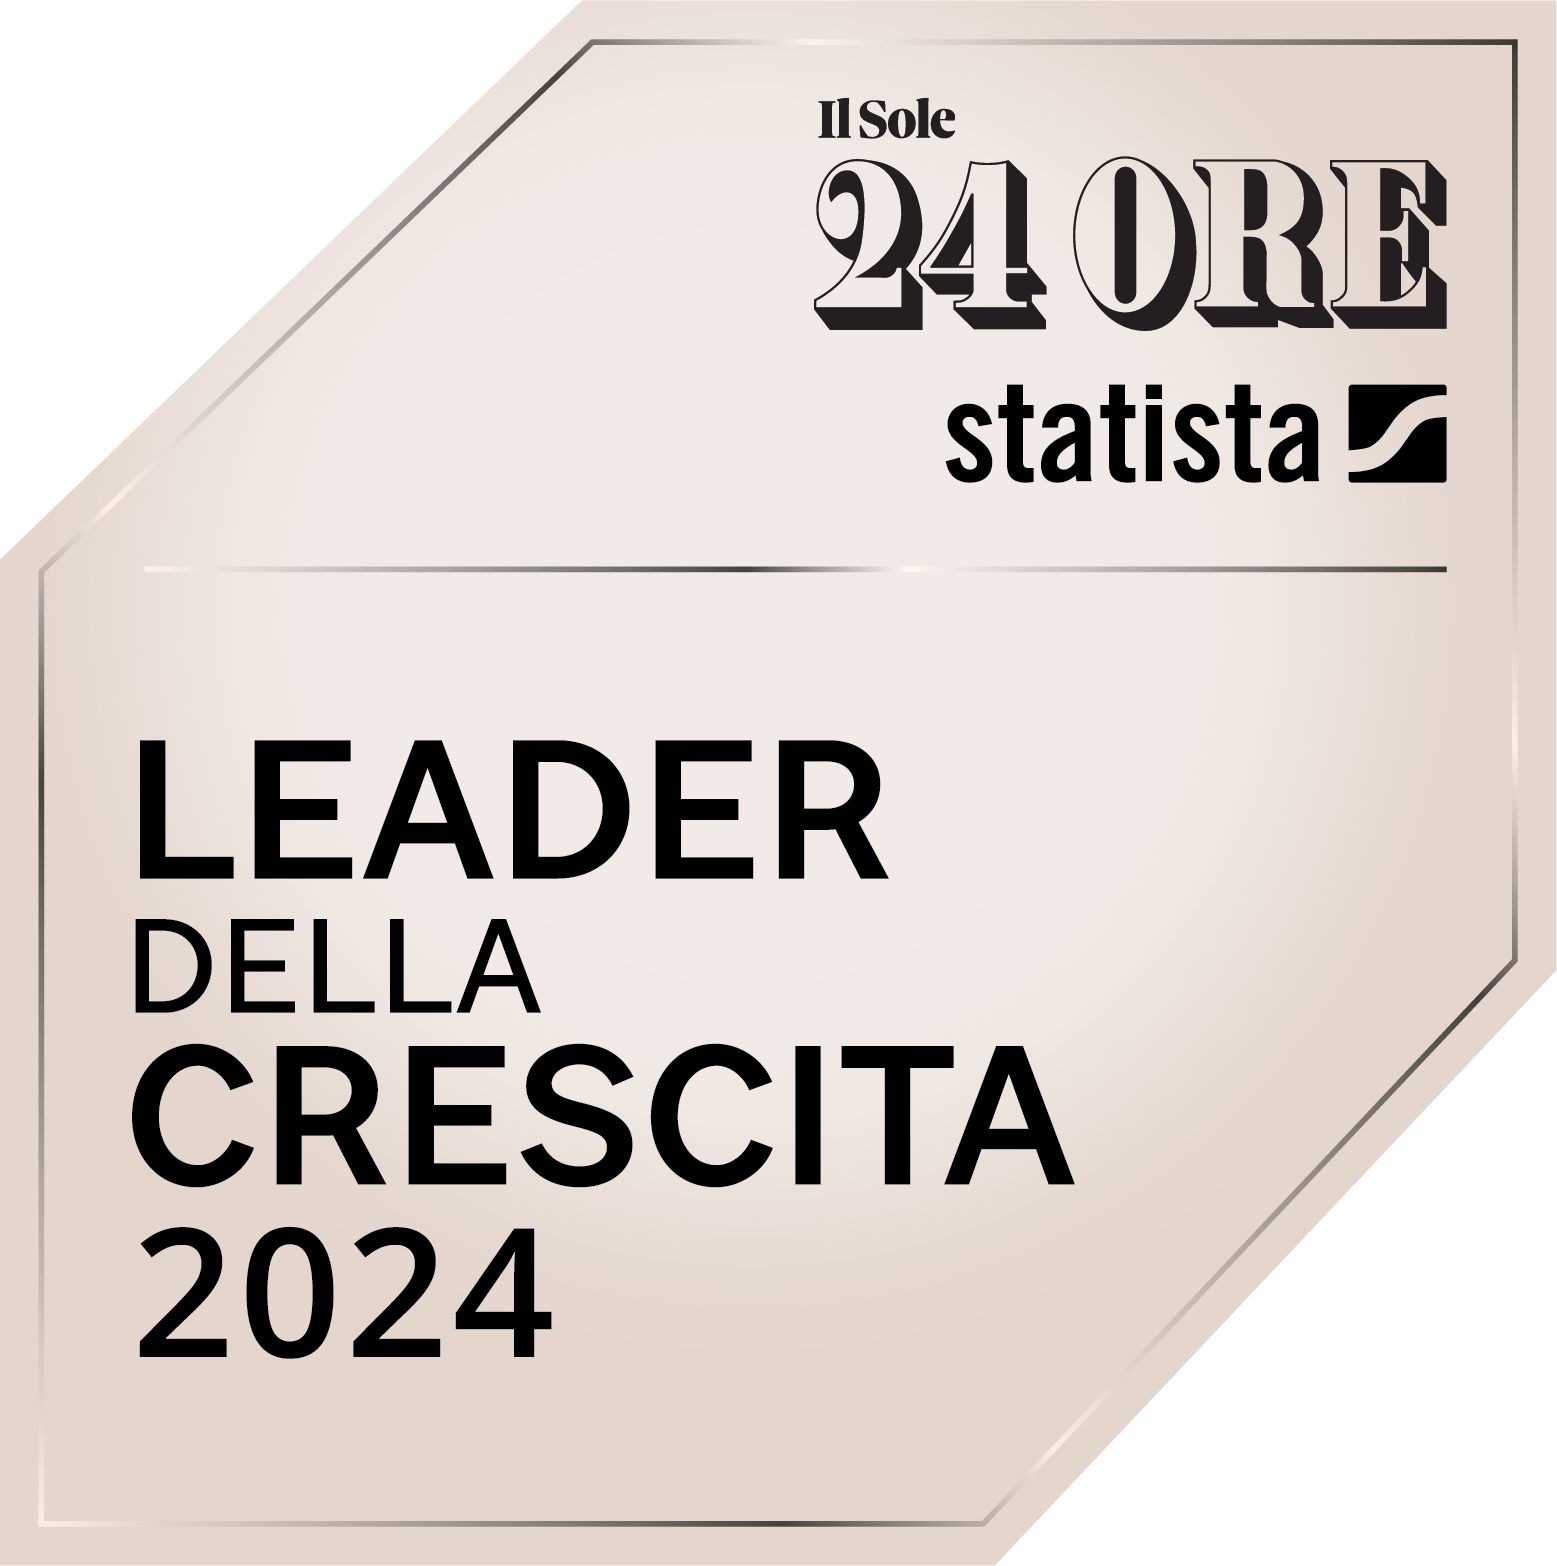 Il Sole
24 ORE
statista
LEADER
DELLA
CRESCITA
2024